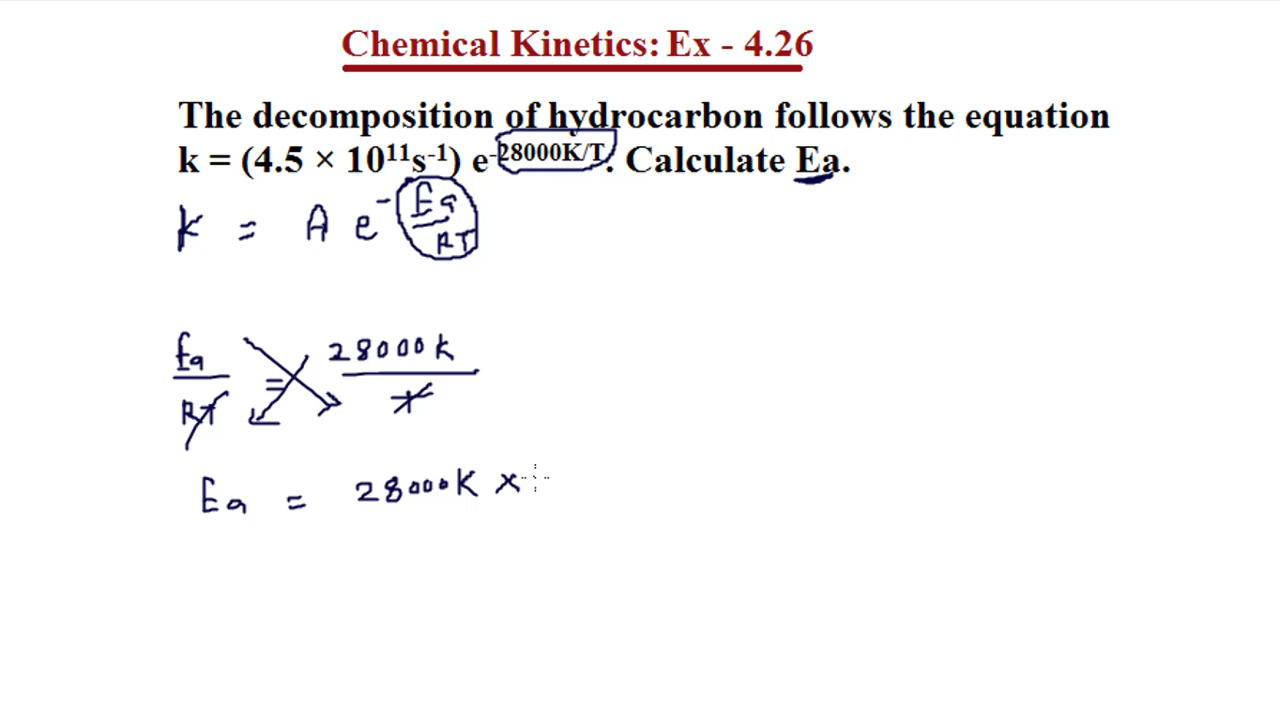 Chemical Kinetics: Ex - 4.26
The decomposition of hydrocarbon follows the equation
k = (4.5 × 10¹¹s⁻¹) e⁻²⁸⁰⁰⁰ᴷ/ᵀ. Calculate Ea.
K = A e^-Ea/RT
Ea/RT = 28000K/T
Ea = 28000K ×